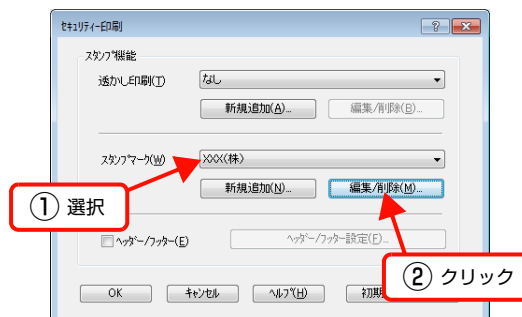 セキュリティー印刷
スタンプ機能
透かし印刷(T)
なし
新規追加(A)...
編集/削除(B)...
スタンプマーク(W)
XXX(株)
新規追加(N)...
編集/削除(M)...
① 選択
ヘッダー/フッター(E)
ヘッダー/フッター設定(F)...
② クリック
OK
キャンセル
ヘルプ(H)
初期